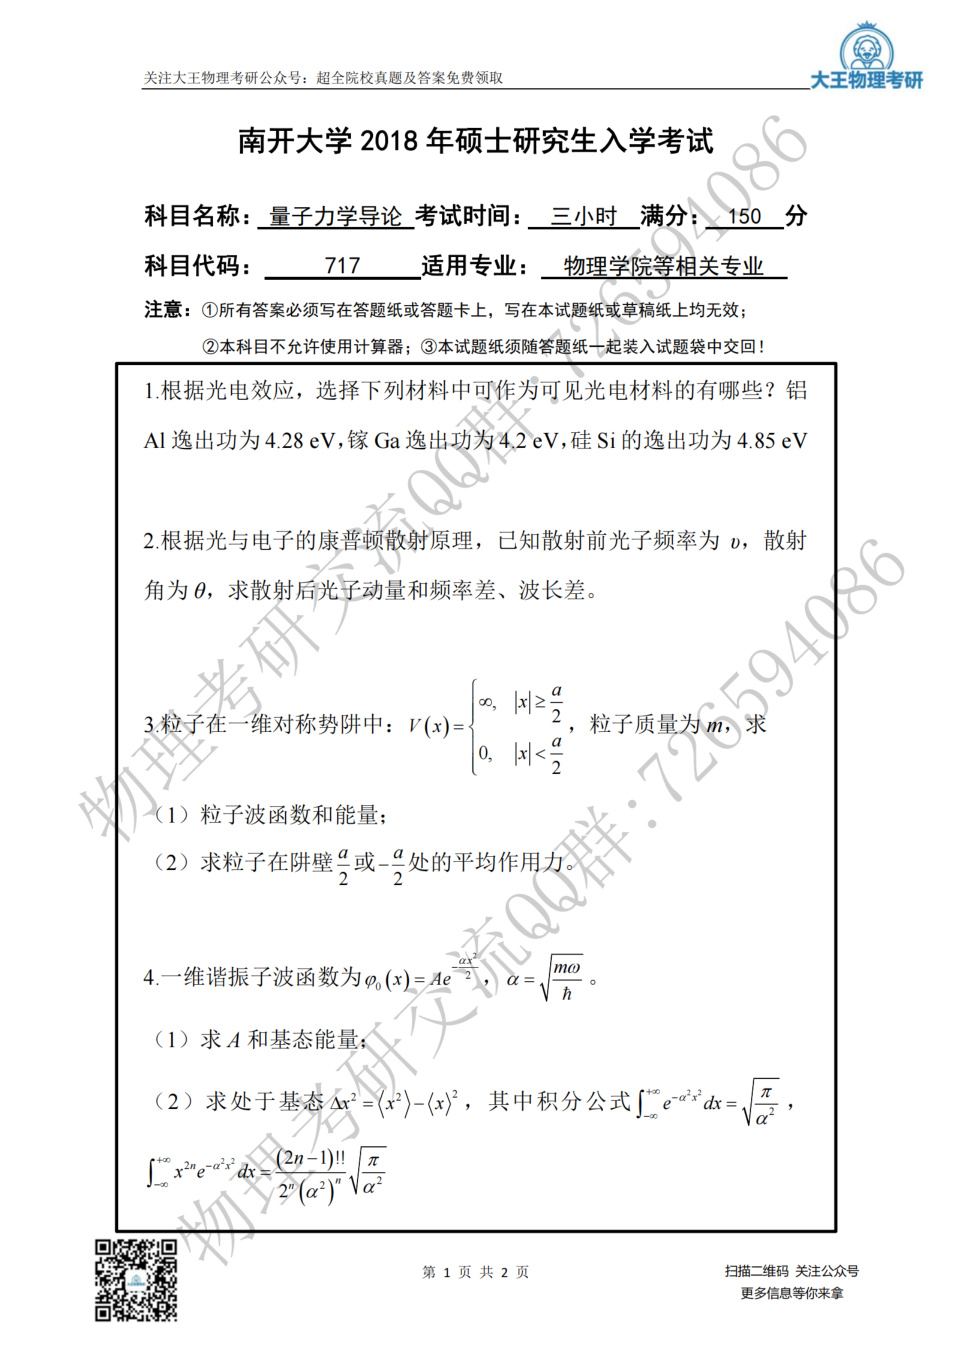 关注大王物理考研公众号：超全院校真题及答案免费领取
大王物理考研
南开大学 2018 年硕士研究生入学考试
科目名称：量子力学导论 考试时间：三小时 满分：150 分
科目代码：717 适用专业：物理学院等相关专业
注意：①所有答案必须写在答题纸或答题卡上，写在本试题纸或草稿纸上均无效；
②本科目不允许使用计算器；③本试题纸须随答题纸一起装入试题袋中交回！
1.根据光电效应，选择下列材料中可作为可见光电材料的有哪些？铝
Al 逸出功为 4.28 eV，镓 Ga 逸出功为 4.2 eV，硅 Si 的逸出功为 4.85 eV
2.根据光与电子的康普顿散射原理，已知散射前光子频率为 υ，散射
角为 θ，求散射后光子动量和频率差、波长差。
3.粒子在一维对称势阱中：V(x)={∞, |x|≥a/2; 0, |x|<a/2，粒子质量为 m，求
（1）粒子波函数和能量；
（2）求粒子在阱壁 a/2 或 -a/2 处的平均作用力。
4.一维谐振子波函数为 φ₀(x)=Ae^(-αx²/2)，α=√(mω/ħ)。
（1）求 A 和基态能量；
（2）求处于基态 Δx²=⟨x²⟩-⟨x⟩²，其中积分公式 ∫_{-∞}^{+∞} e^{-α²x²}dx=√(π/α²)，
∫_{-∞}^{+∞} x^{2n}e^{-α²x²}dx=(2n-1)!!/(2ⁿ(α²)ⁿ) √(π/α²)
物理考研交流QQ群：726594086
物理考研交流QQ群：726594086
第 1 页 共 2 页
扫描二维码 关注公众号
更多信息等你来拿
大王物理考研